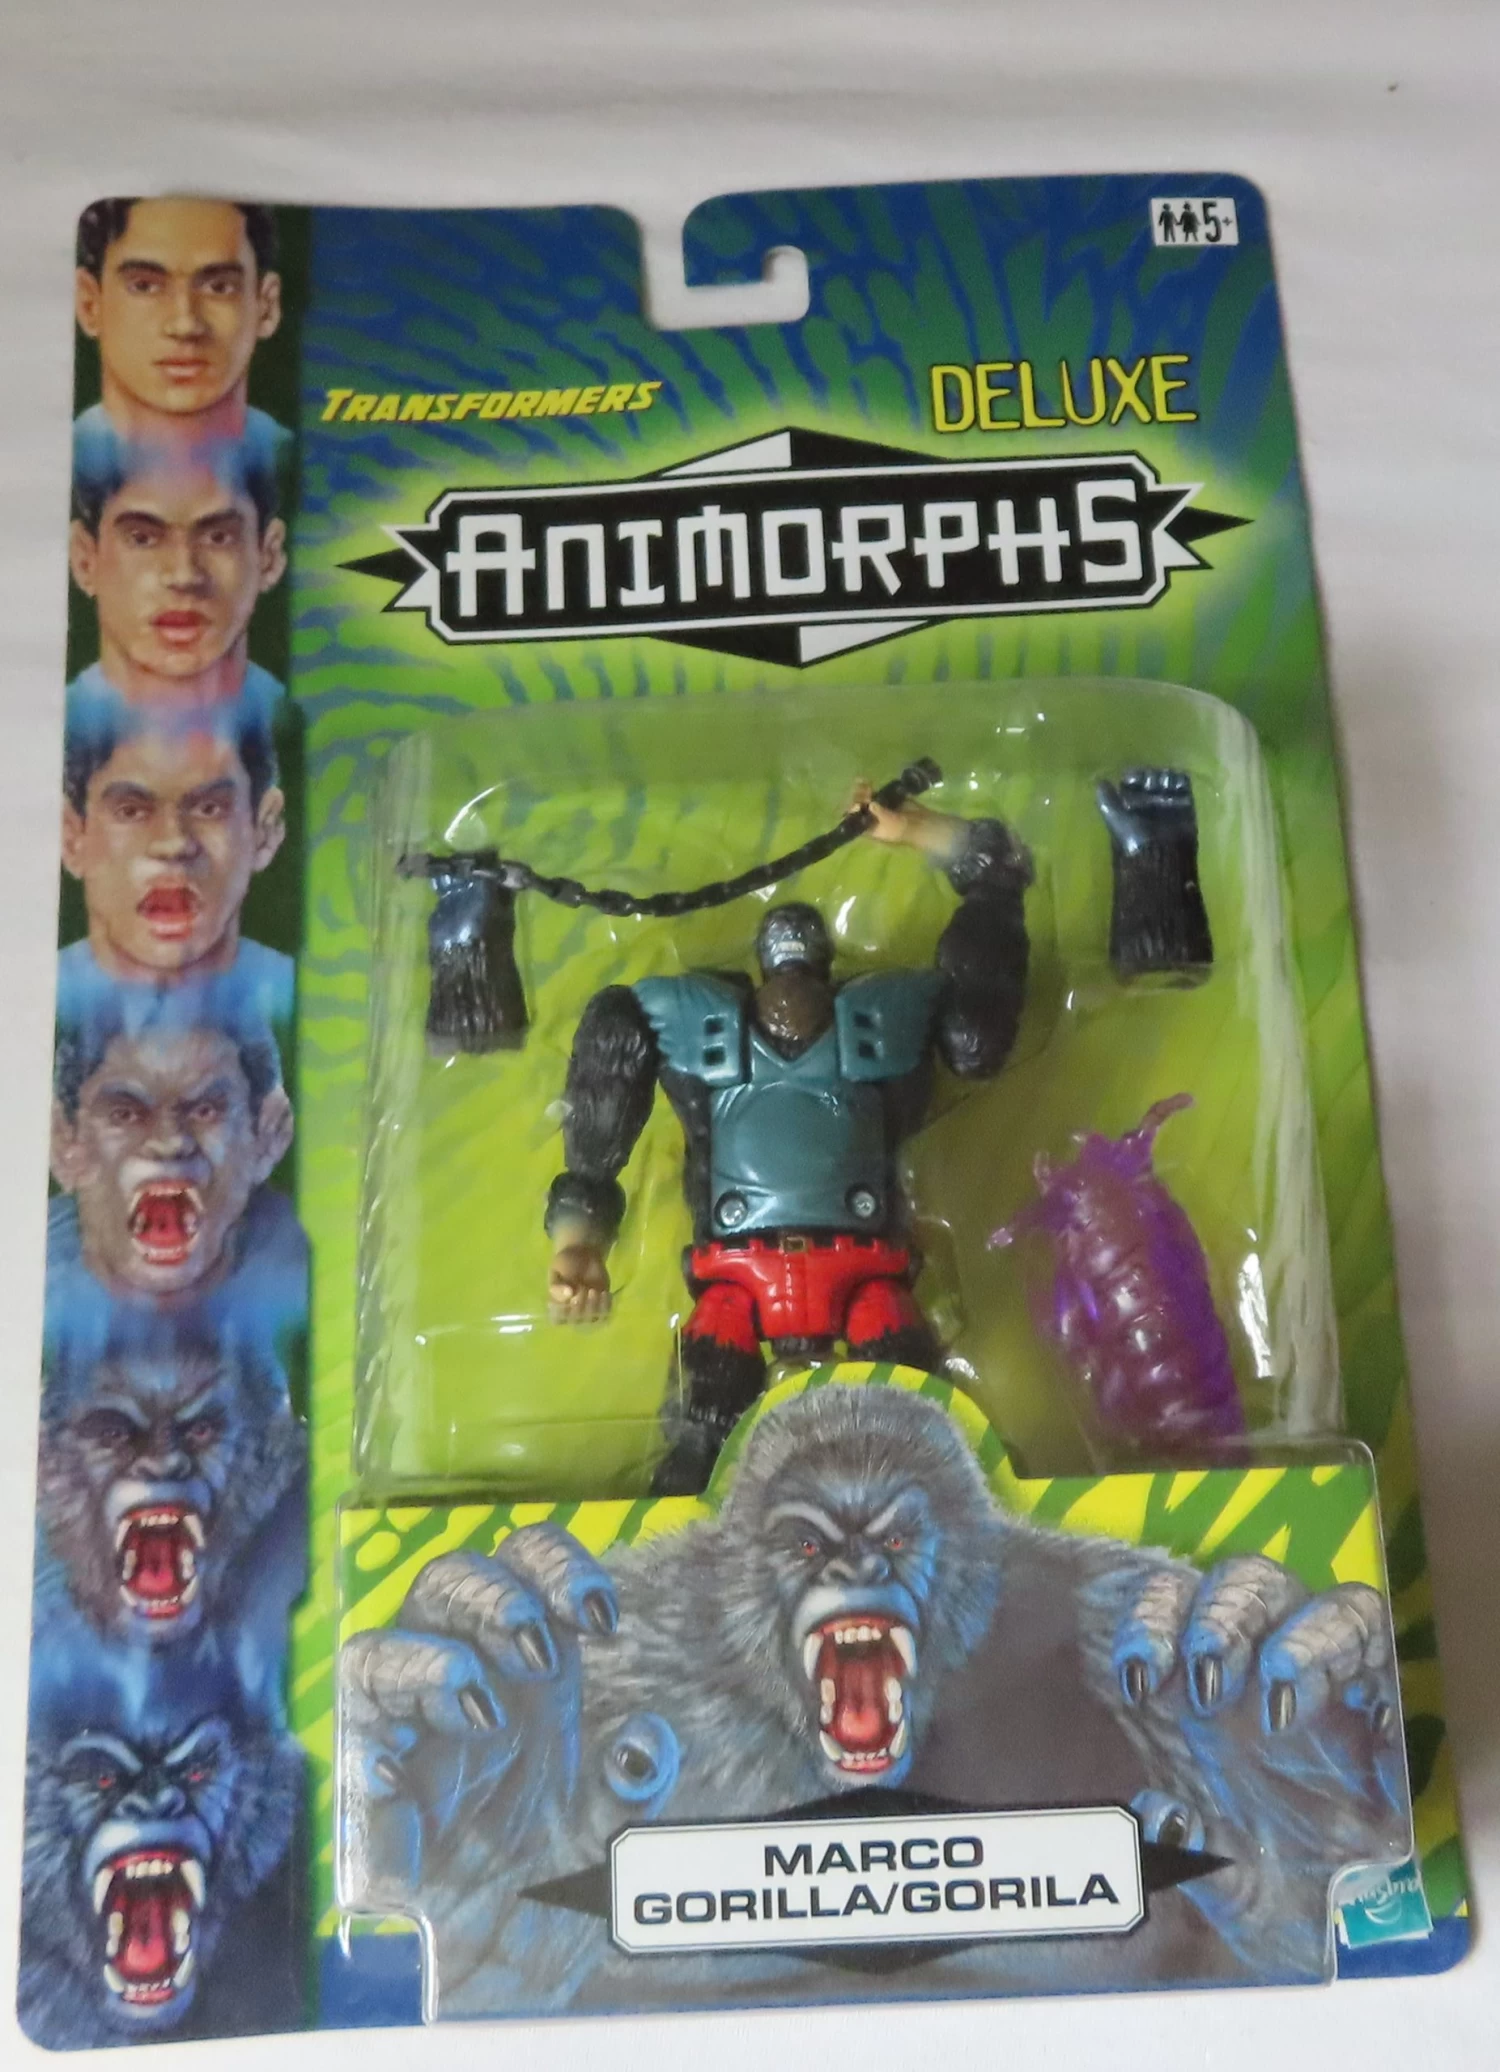 5+
TRANSFORMERS
DELUXE
ANIMORPHS
MARCO
GORILLA/GORILA
Hasbro